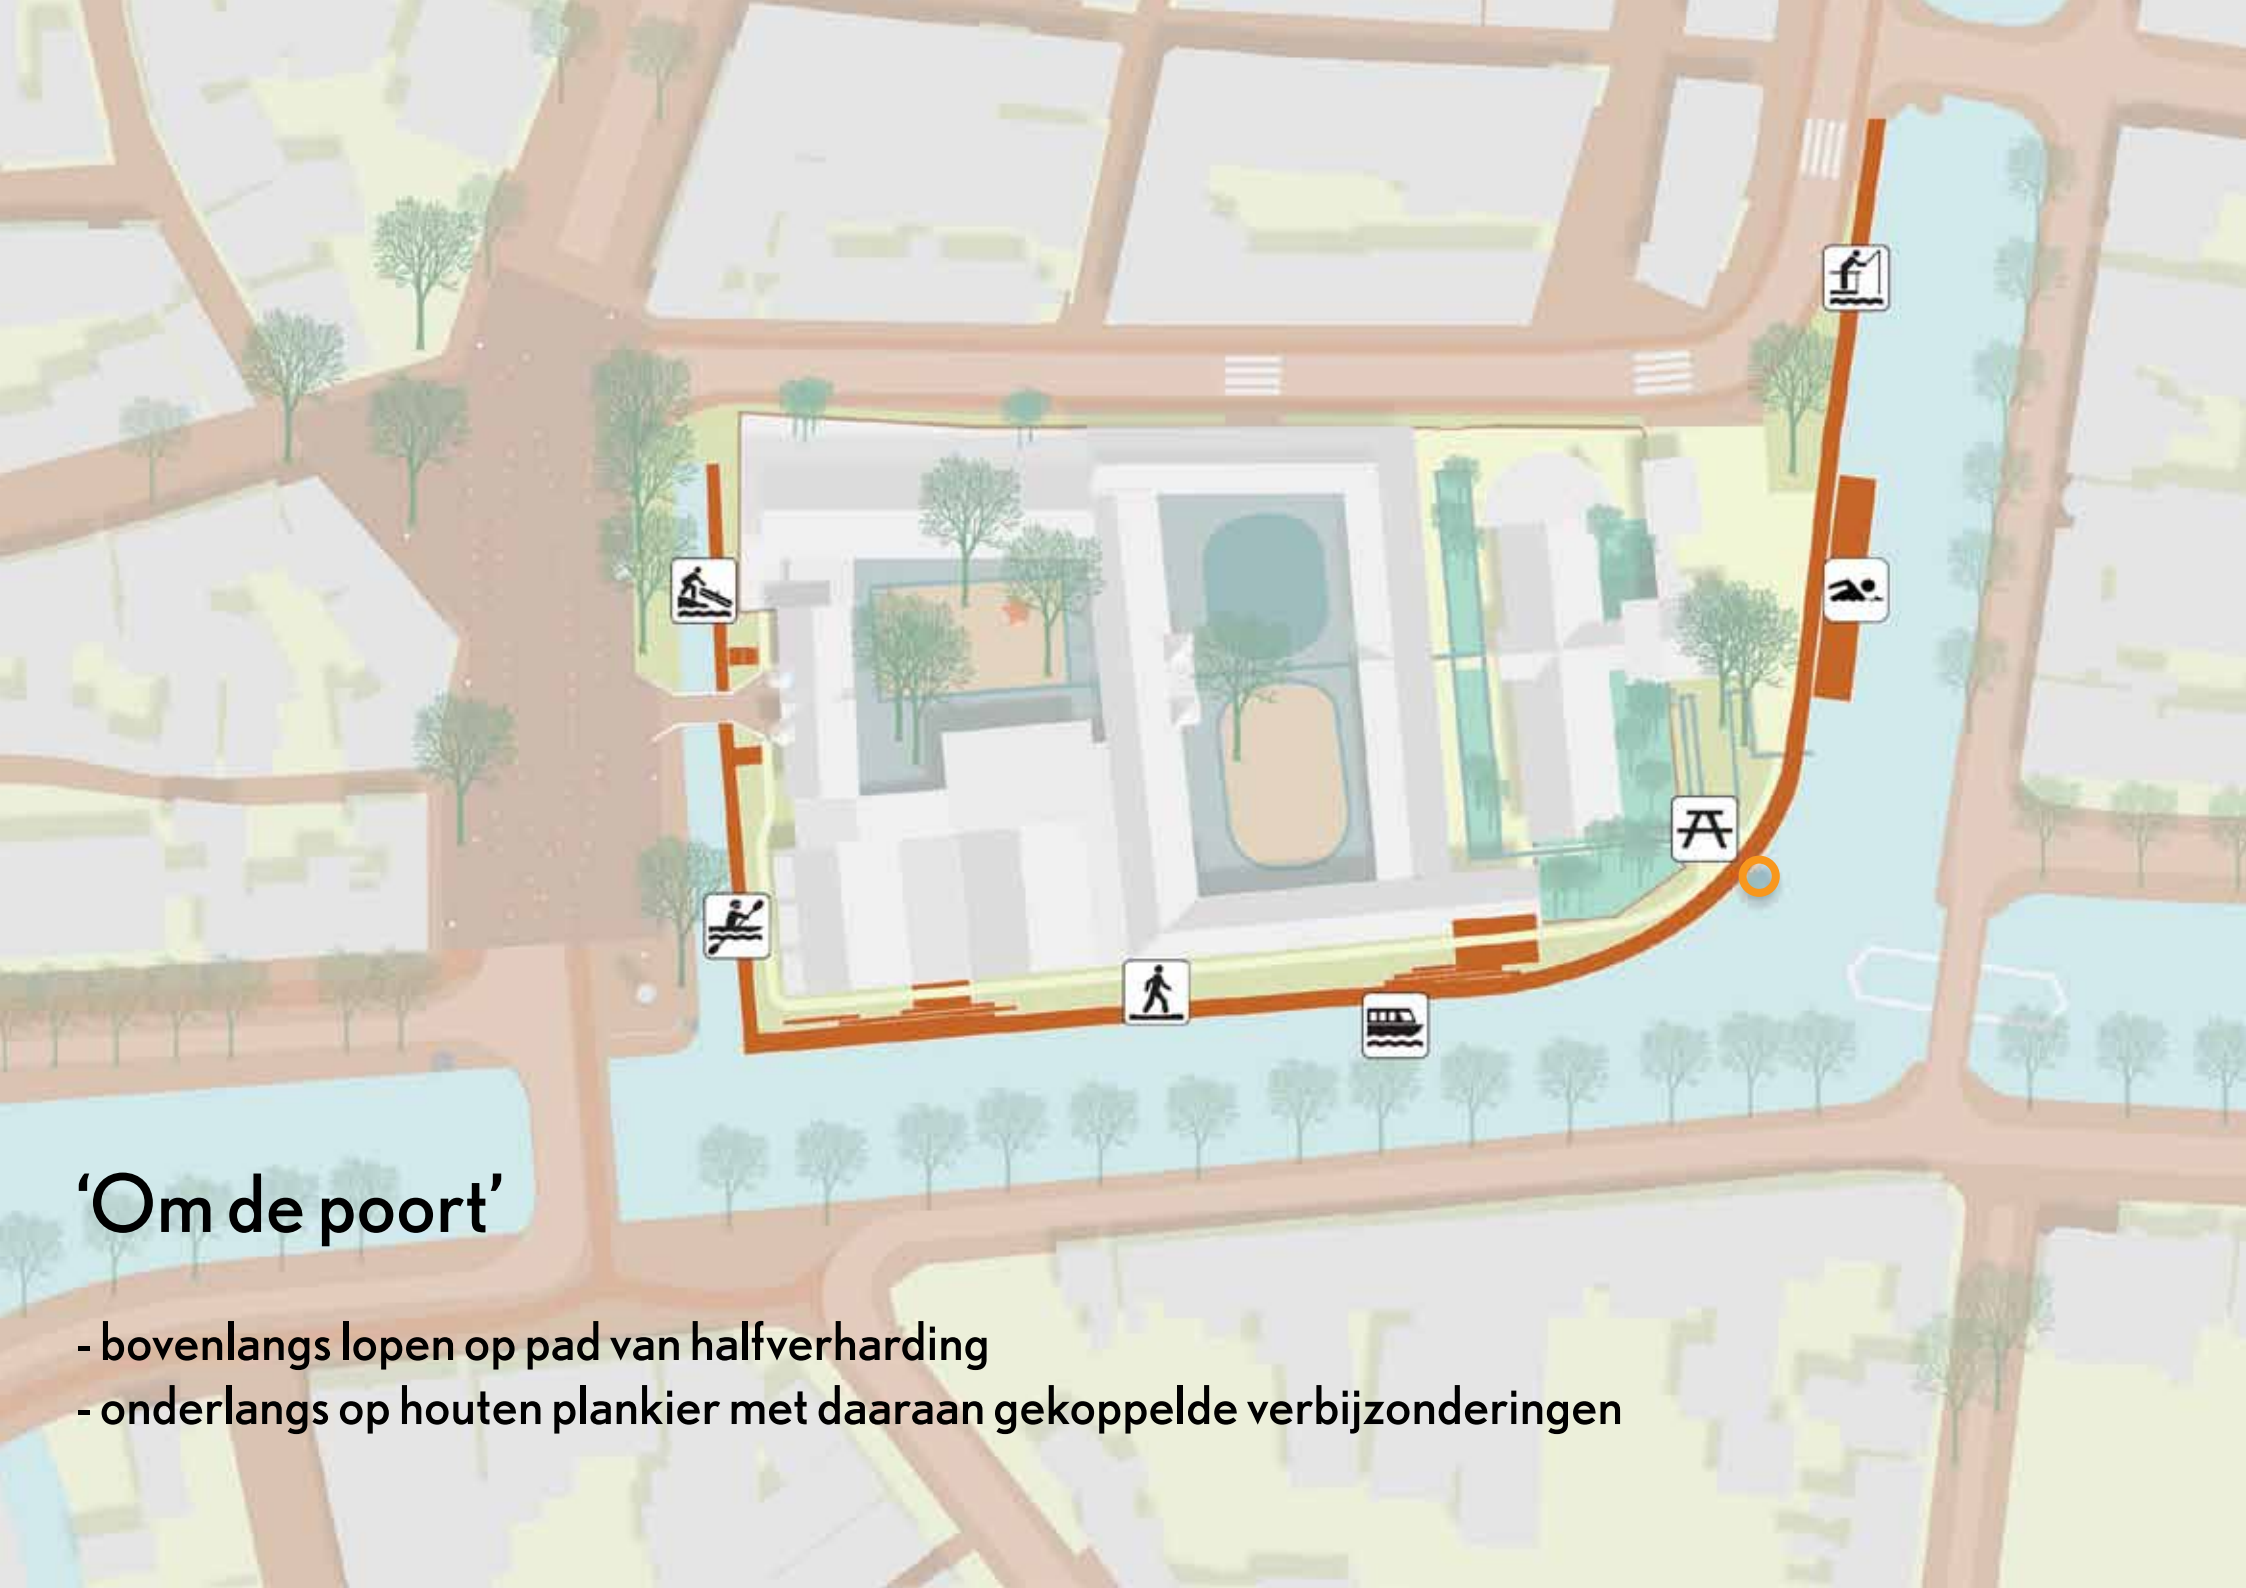 ‘Om de poort’
- bovenlangs lopen op pad van halfverharding
- onderlangs op houten plankier met daaraan gekoppelde verbijzonderingen